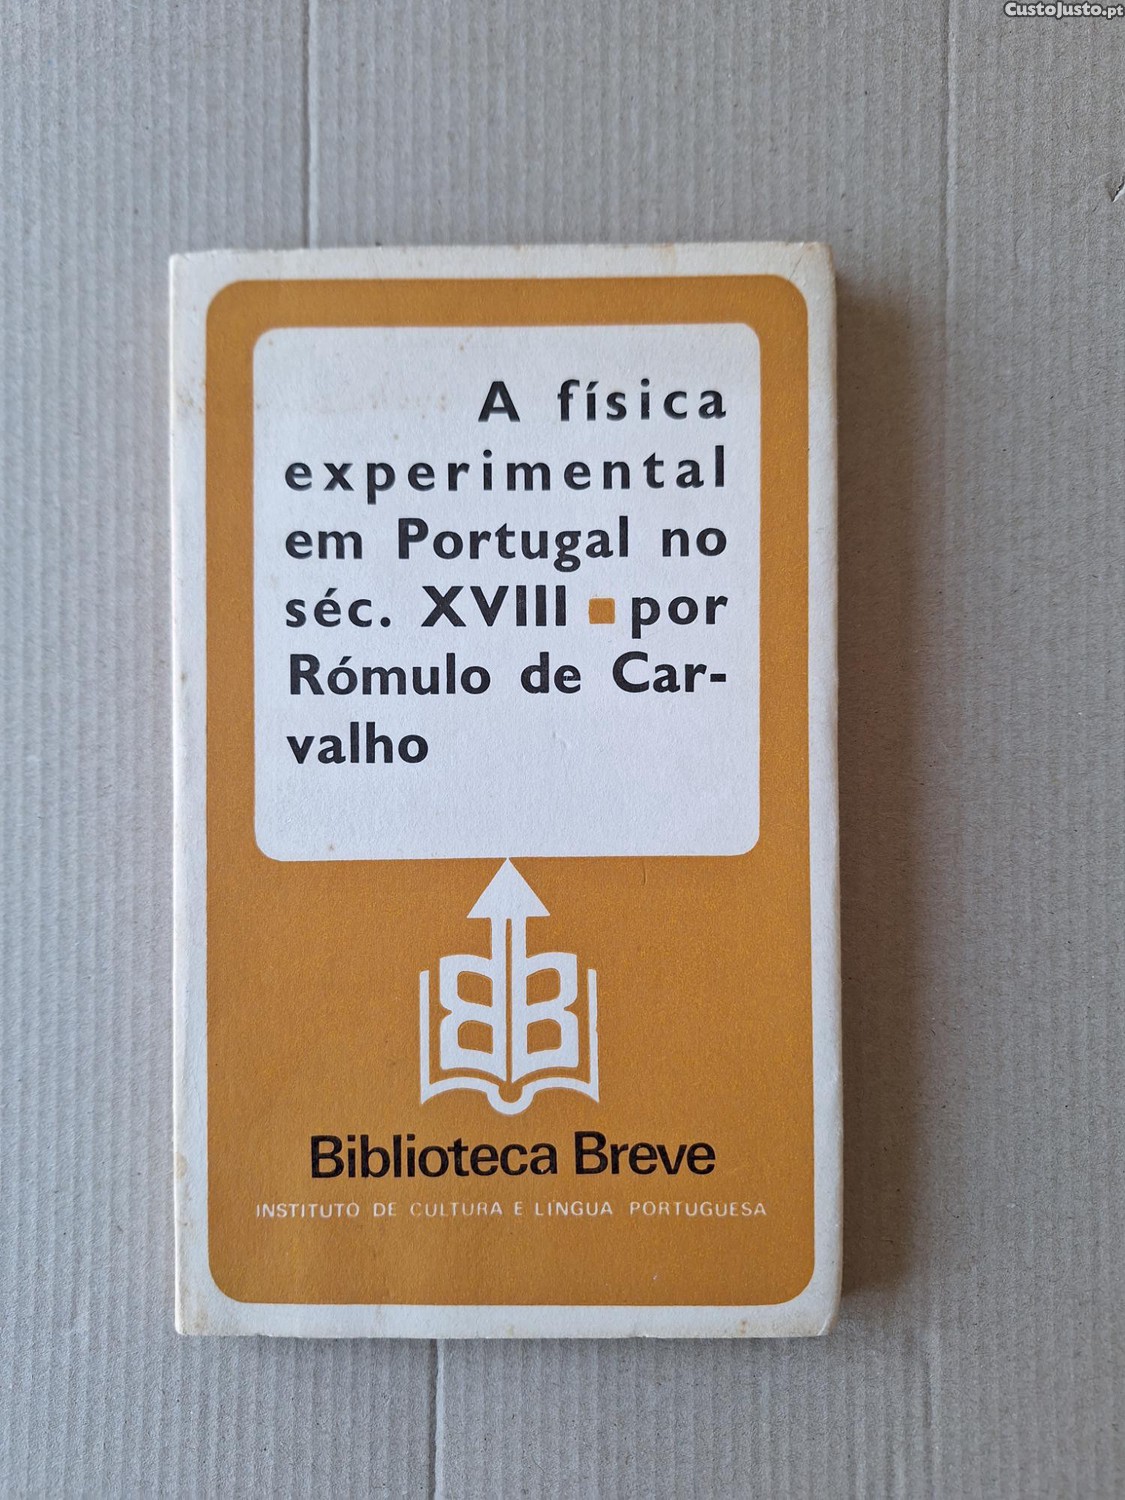 CustoJusto.pt
A física
experimental
em Portugal no
séc. XVIII ▪ por
Rómulo de Car-
valho
BB
Biblioteca Breve
INSTITUTO DE CULTURA E LÍNGUA PORTUGUESA